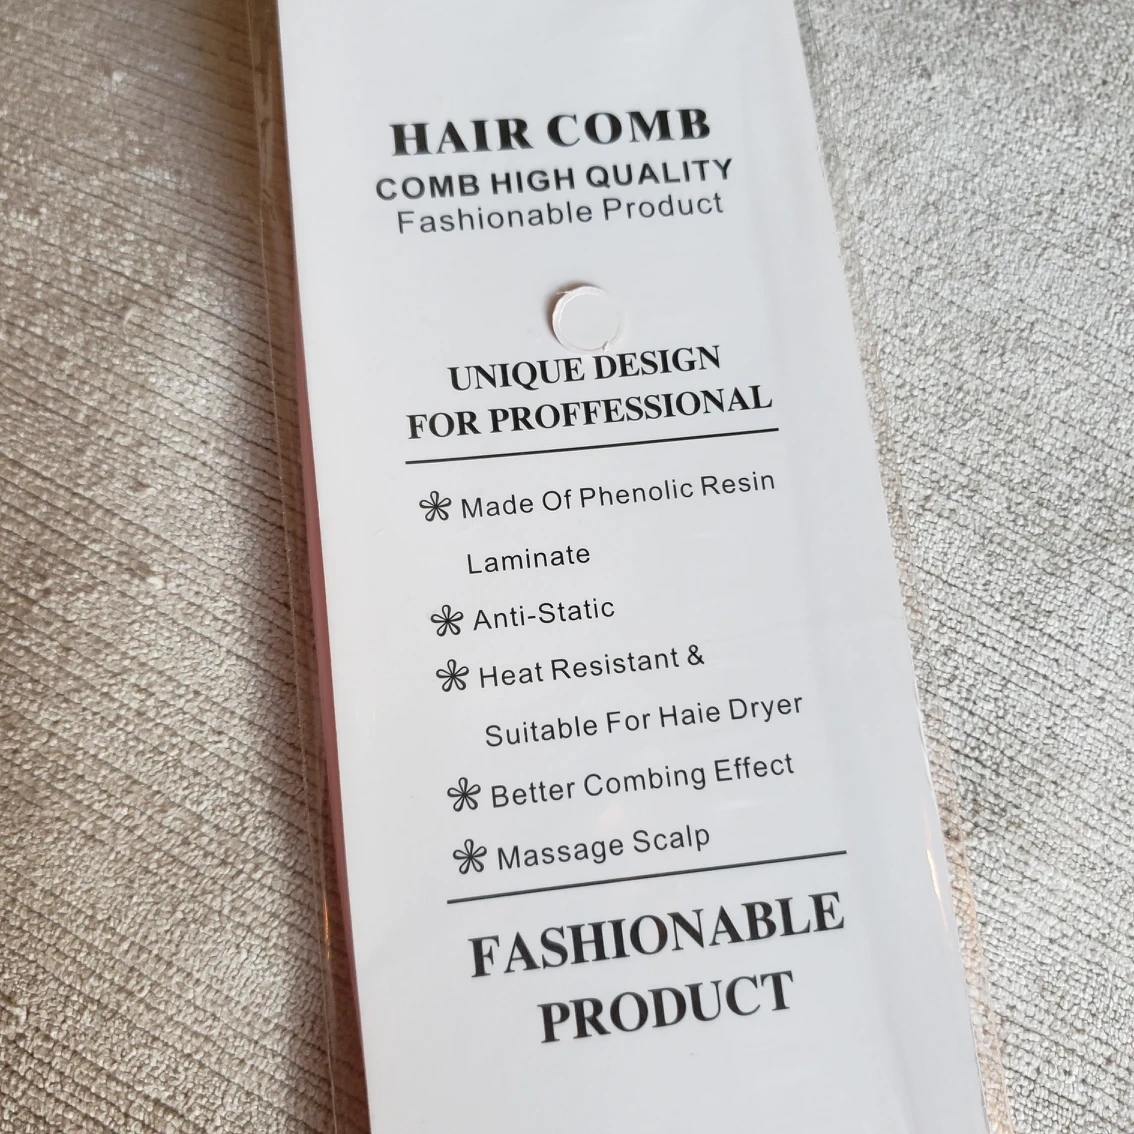 HAIR COMB
COMB HIGH QUALITY
Fashionable Product
UNIQUE DESIGN
FOR PROFFESSIONAL
Made Of Phenolic Resin
Laminate
Anti-Static
Heat Resistant &
Suitable For Haie Dryer
Better Combing Effect
Massage Scalp
FASHIONABLE
PRODUCT